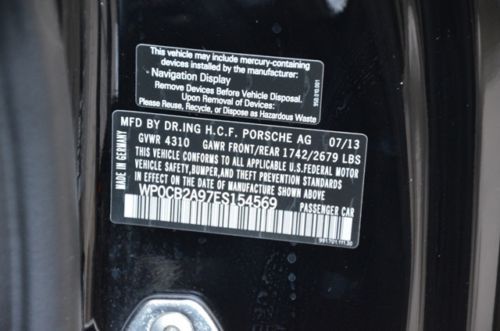 This vehicle may include mercury-containing
devices installed by the manufacturer:
- Navigation Display
Remove Devices Before Vehicle Disposal.
Upon Removal of Devices:
Please Reuse, Recycle, or Dispose as Hazardous Waste
958.010.001
MADE IN GERMANY
MFD BY DR.ING H.C.F. PORSCHE AG 07/13
GVWR 4310 GAWR FRONT/REAR 1742/2679 LBS
THIS VEHICLE CONFORMS TO ALL APPLICABLE
U.S.FEDERAL MOTOR VEHICLE SAFETY, BUMPER,
AND THEFT PREVENTION STANDARDS IN EFFECT
ON THE DATE OF MANUFACTURE SHOWN ABOVE.
WP0CB2A97ES154569
PASSENGER CAR